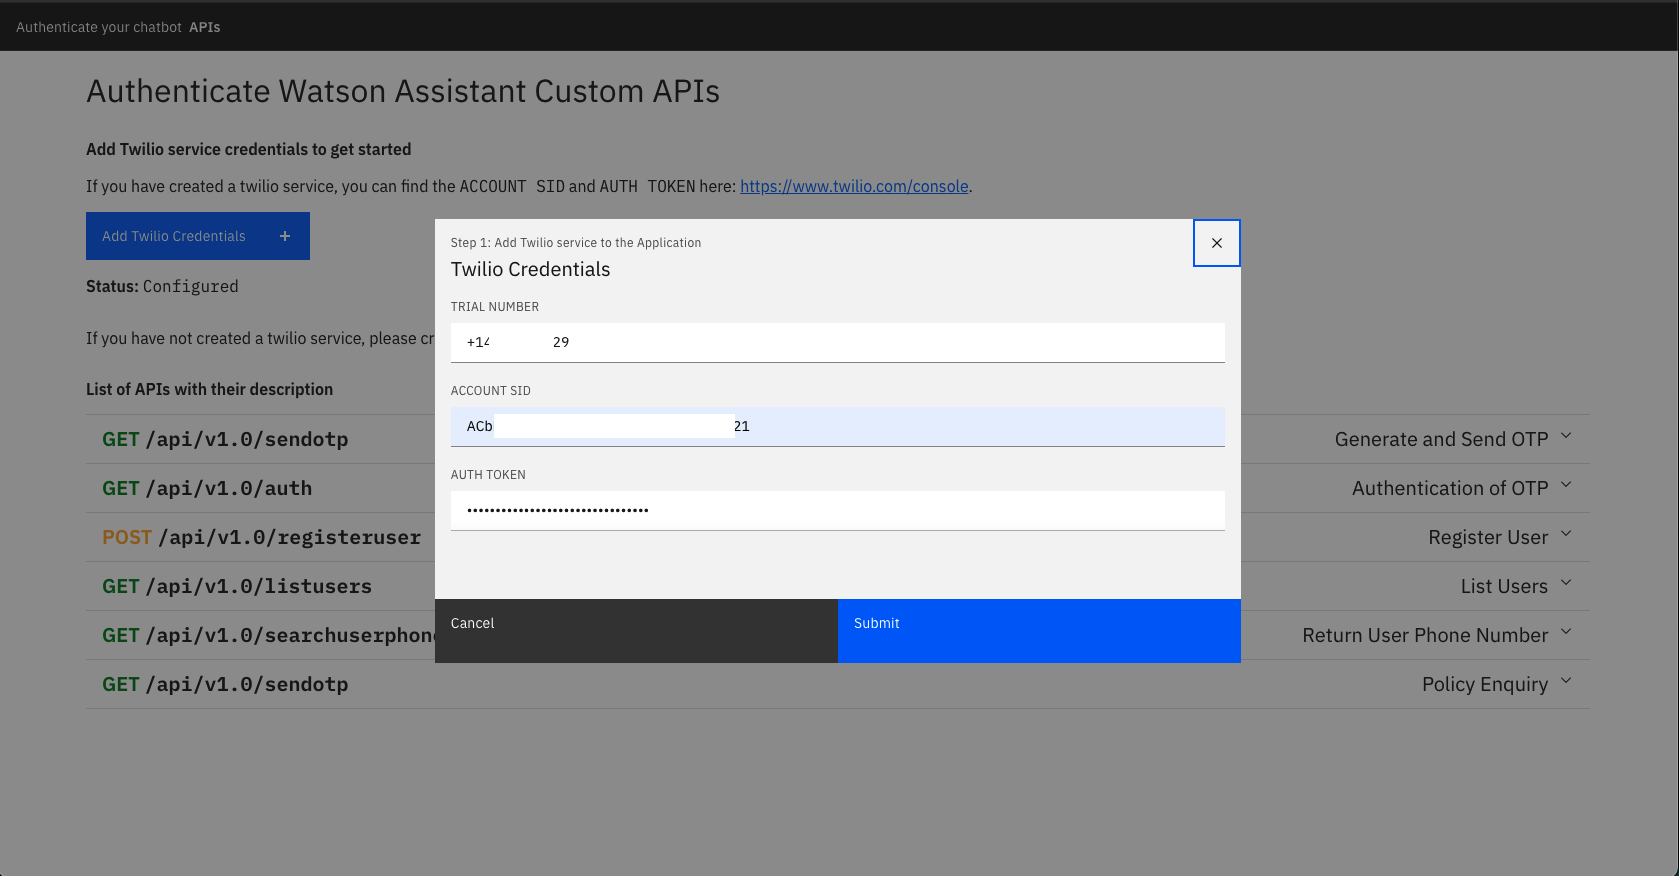 Authenticate your chatbot APIs
Authenticate Watson Assistant Custom APIs
Add Twilio service credentials to get started
If you have created a twilio service, you can find the ACCOUNT SID and AUTH TOKEN here: https://www.twilio.com/console.
Add Twilio Credentials +
Status: Configured
If you have not created a twilio service, please cr
List of APIs with their description
GET /api/v1.0/sendotp Generate and Send OTP
GET /api/v1.0/auth Authentication of OTP
POST /api/v1.0/registeruser Register User
GET /api/v1.0/listusers List Users
GET /api/v1.0/searchuserphone Return User Phone Number
GET /api/v1.0/sendotp Policy Enquiry
Step 1: Add Twilio service to the Application
Twilio Credentials
TRIAL NUMBER
+14 29
ACCOUNT SID
ACb 21
AUTH TOKEN
••••••••••••••••••••••••••••••••
Cancel
Submit